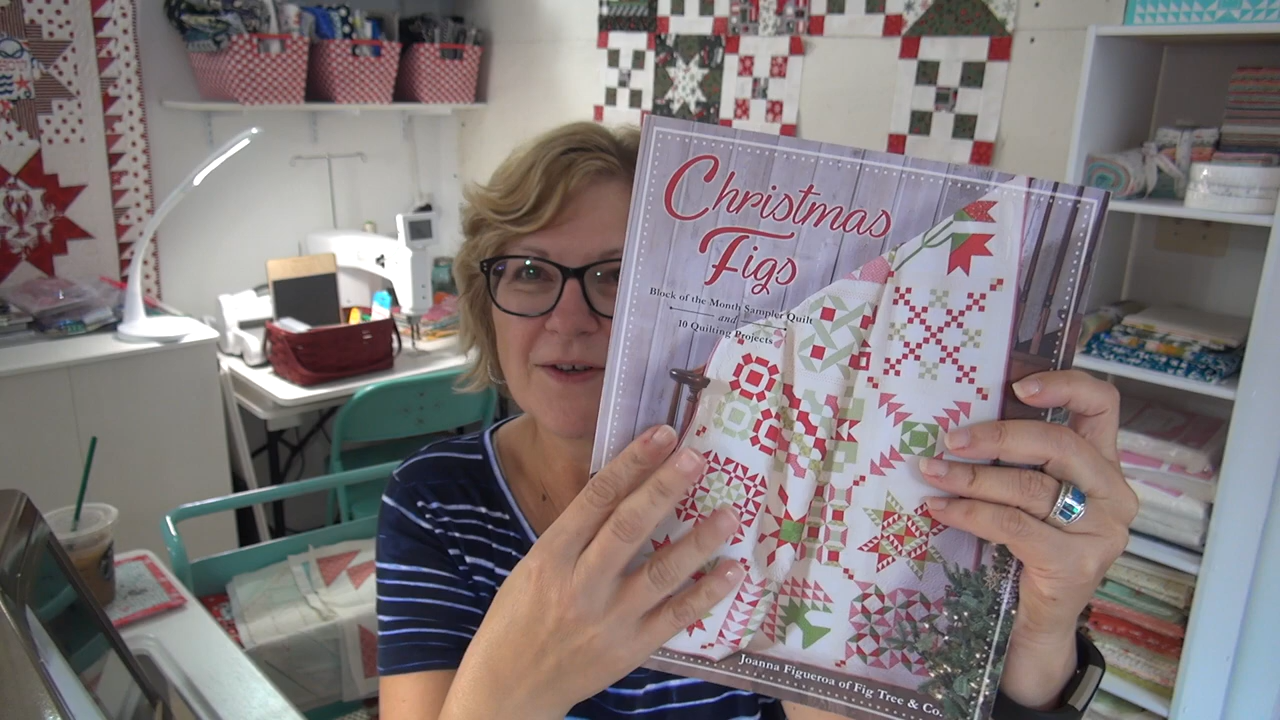 Christmas
Figs
Block of the Month Sampler Quilt
and
10 Quilting Projects
Joanna Figueroa of Fig Tree & Co.